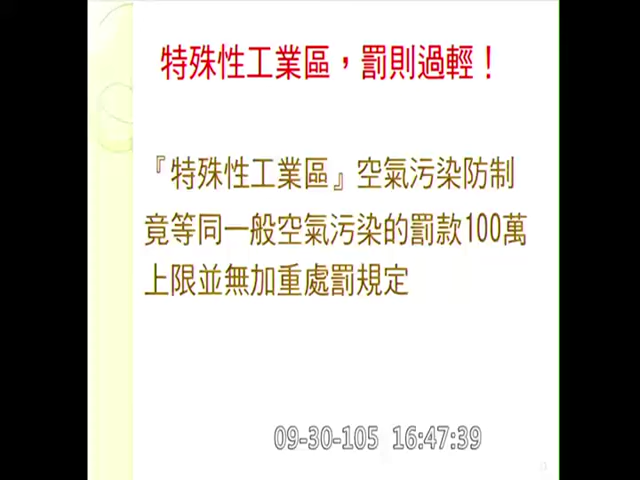 特殊性工業區，罰則過輕！
『特殊性工業區』空氣污染防制
竟等同一般空氣污染的罰款100萬
上限並無加重處罰規定
09-30-105 16:47:39